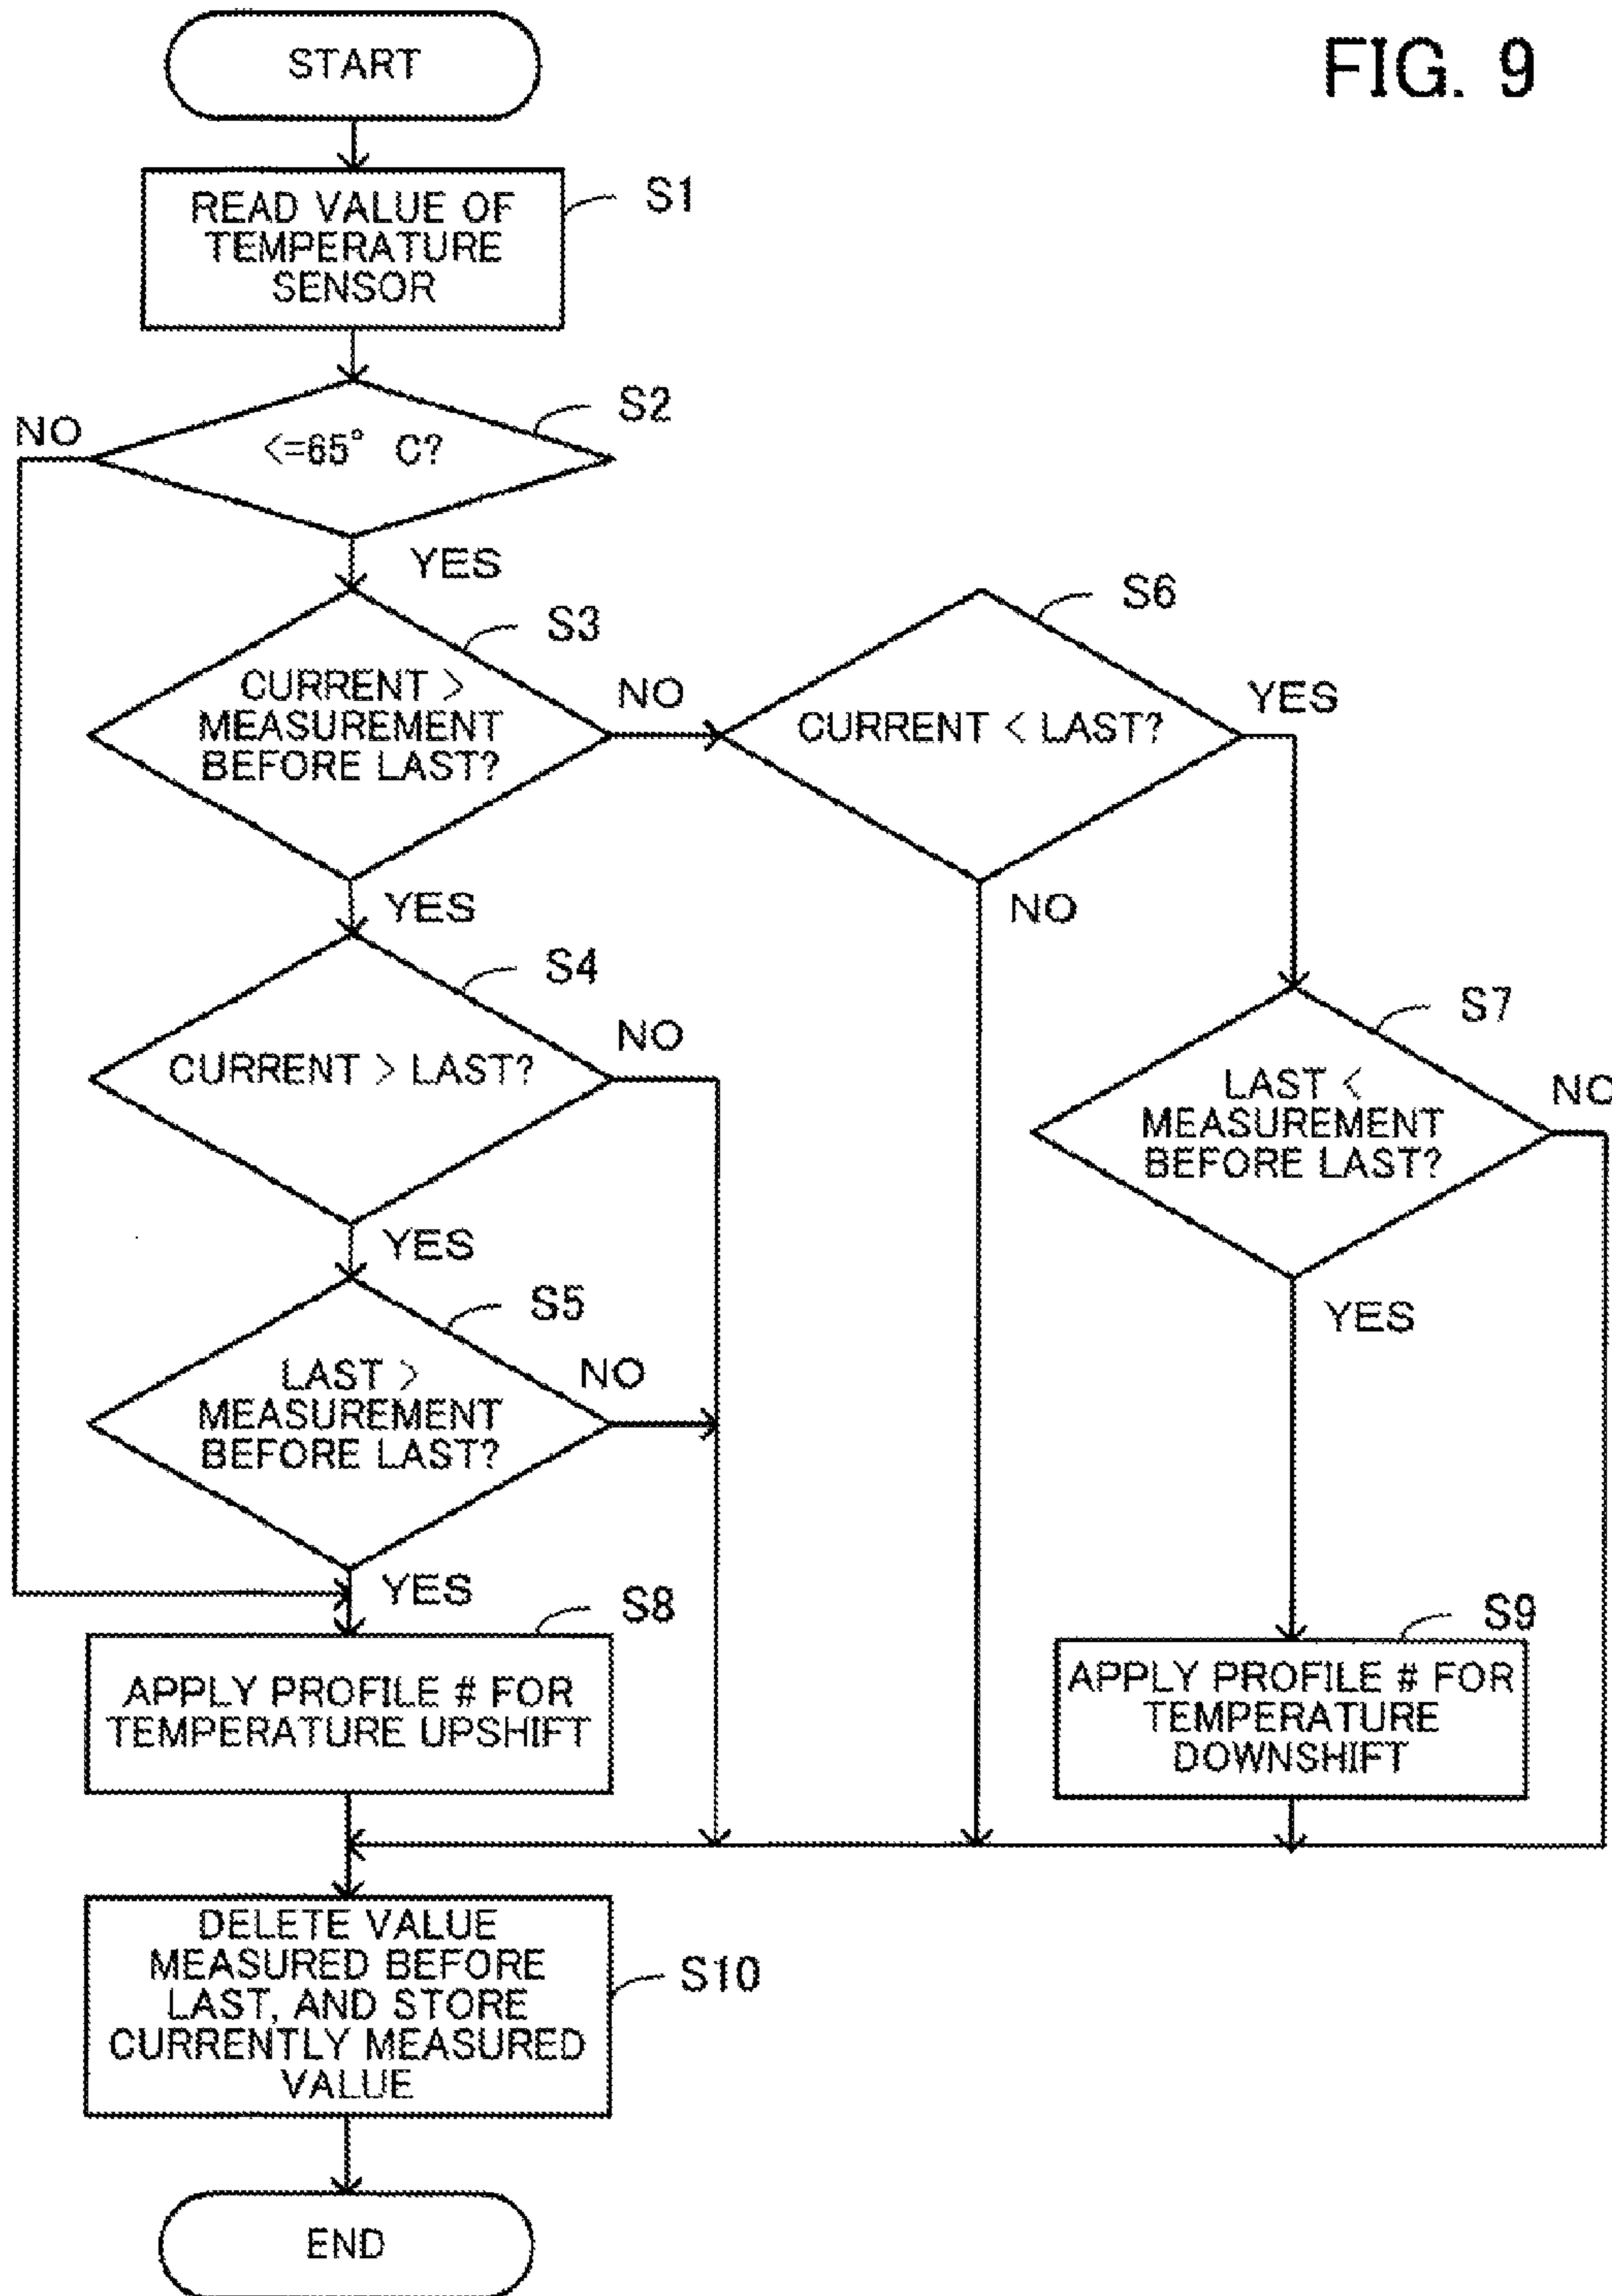 FIG. 9
START
READ VALUE OF
TEMPERATURE
SENSOR
S1
<=65° C?
S2
NO
YES
CURRENT >
MEASUREMENT
BEFORE LAST?
S3
NO
YES
CURRENT < LAST?
S6
YES
NO
CURRENT > LAST?
S4
NO
YES
LAST <
MEASUREMENT
BEFORE LAST?
S7
NO
YES
LAST >
MEASUREMENT
BEFORE LAST?
S5
NO
YES
APPLY PROFILE # FOR
TEMPERATURE UPSHIFT
S8
APPLY PROFILE # FOR
TEMPERATURE
DOWNSHIFT
S9
DELETE VALUE
MEASURED BEFORE
LAST, AND STORE
CURRENTLY MEASURED
VALUE
S10
END